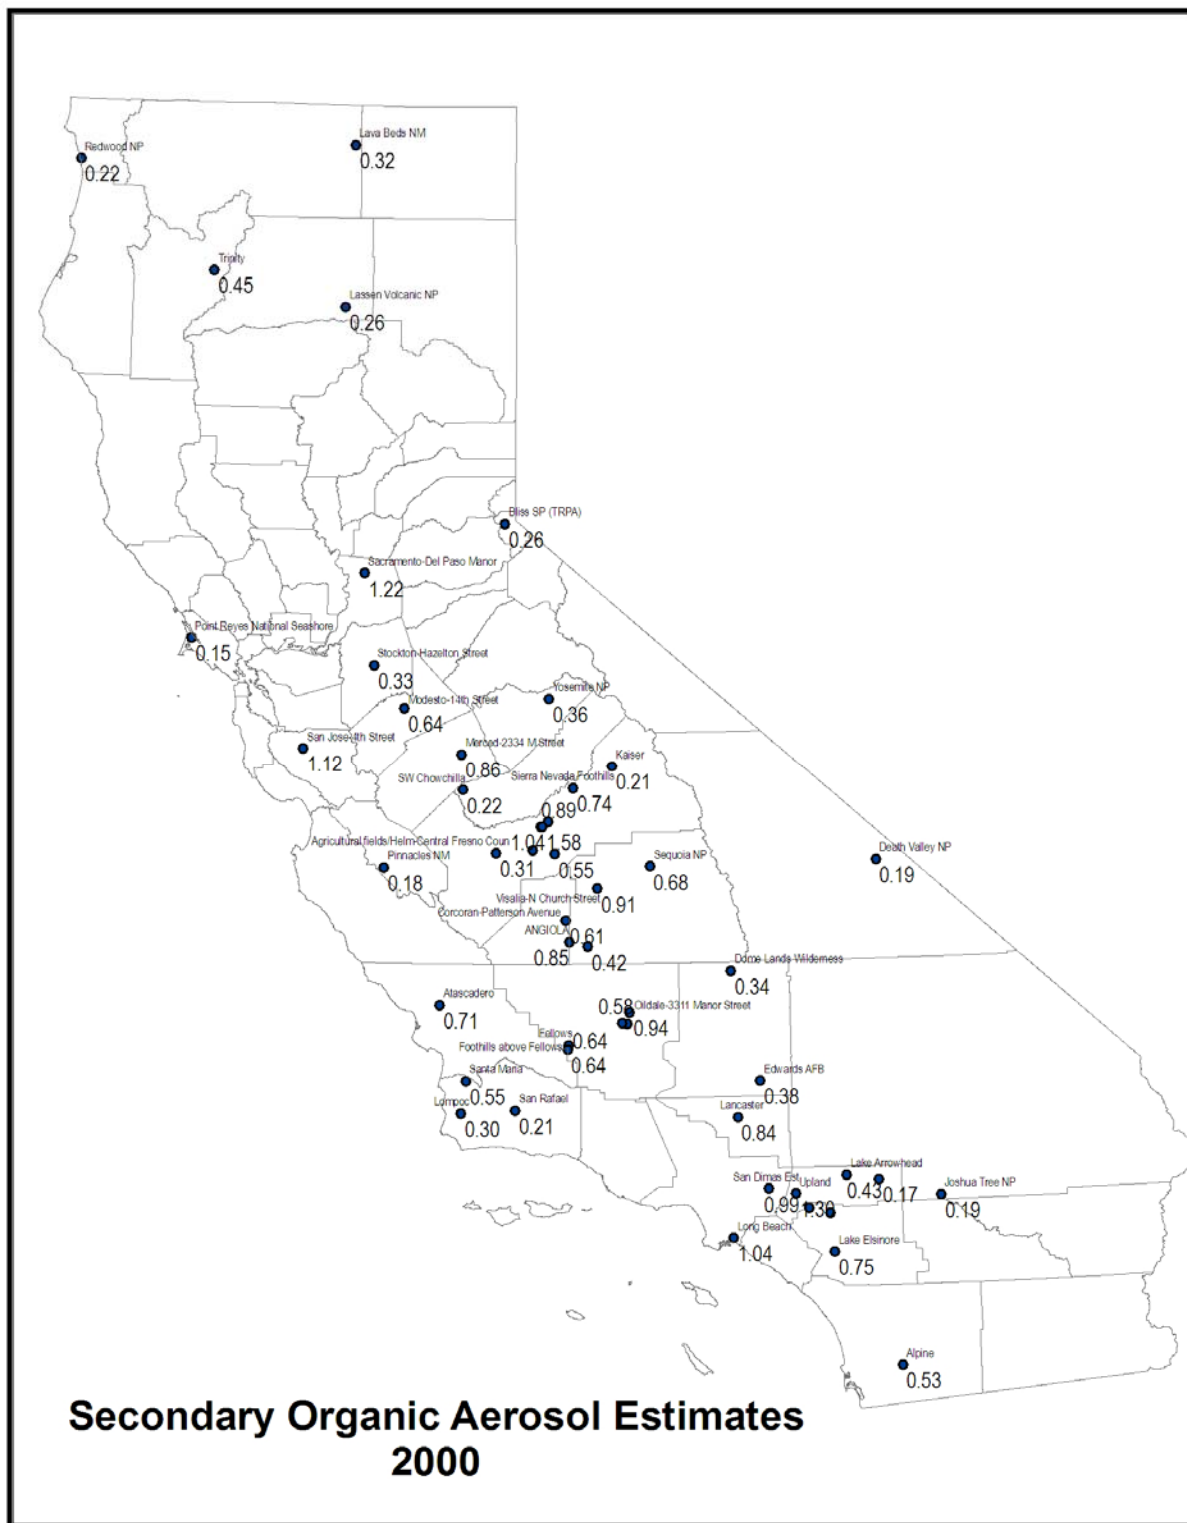 Lava Beds NM
0.32
Redwood NP
0.22
Trinity
0.45
Lassen Volcanic NP
0.26
Bliss SP (TRPA)
0.26
Sacramento-Del Paso Manor
1.22
Point Reyes National Seashore
0.15
Stockton-Hazelton Street
0.33
Yosemite NP
0.36
Modesto-14th Street
0.64
San Jose-4th Street
1.12
Merced-2334 M Street
0.86
Kaiser
0.21
SW Chowchilla
0.22
Sierra Nevada Foothills
0.74
0.89
1.04
1.58
Agricultural fields/Helm-Central Fresno Coun
0.31
0.55
Pinnacles NM
0.18
Sequoia NP
0.68
Death Valley NP
0.19
Visalia-N Church Street
0.91
Corcoran-Patterson Avenue
0.61
ANGIOLA
0.85
0.42
Dome Lands Wilderness
0.34
Atascadero
0.71
0.58
Oildale-3311 Manor Street
0.94
Fellows
0.64
Foothills above Fellows
0.64
Santa Maria
0.55
Edwards AFB
0.38
Lompoc
0.30
San Rafael
0.21
Lancaster
0.84
Lake Arrowhead
0.43
0.17
San Dimas Est
0.99
Upland
Joshua Tree NP
0.19
Long Beach
1.04
Lake Elsinore
0.75
Alpine
0.53
Secondary Organic Aerosol Estimates
2000